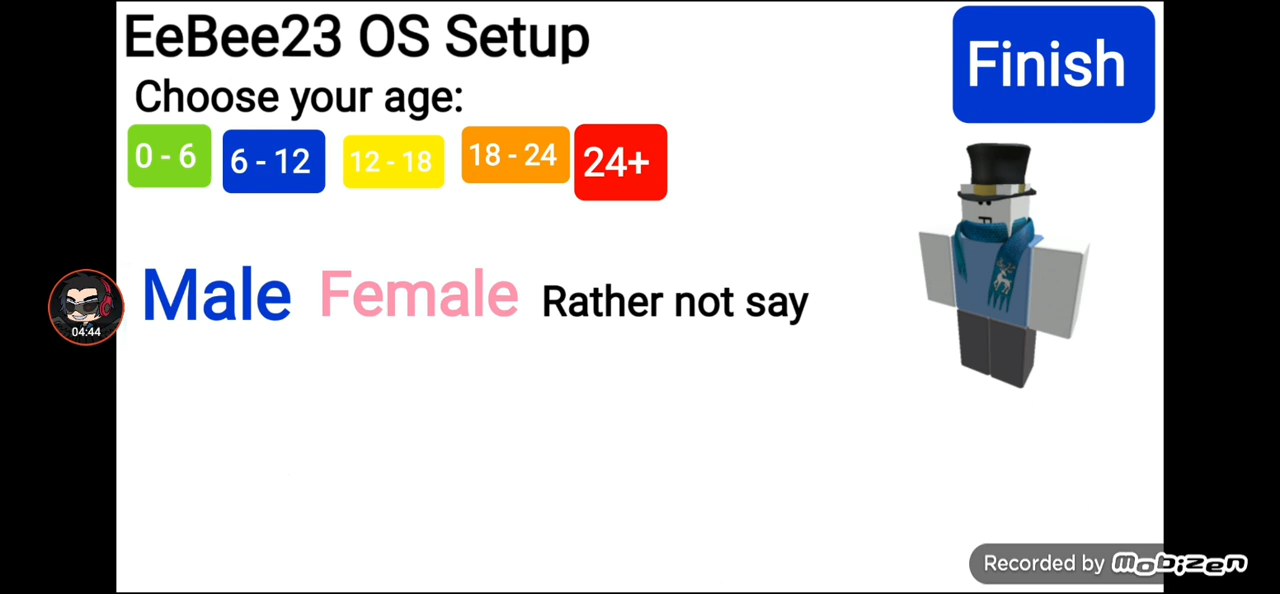 EeBee23 OS Setup
Finish
Choose your age:
0 - 6
6 - 12
12 - 18
18 - 24
24+
Male
Female
Rather not say
04:44
Recorded by mobizen